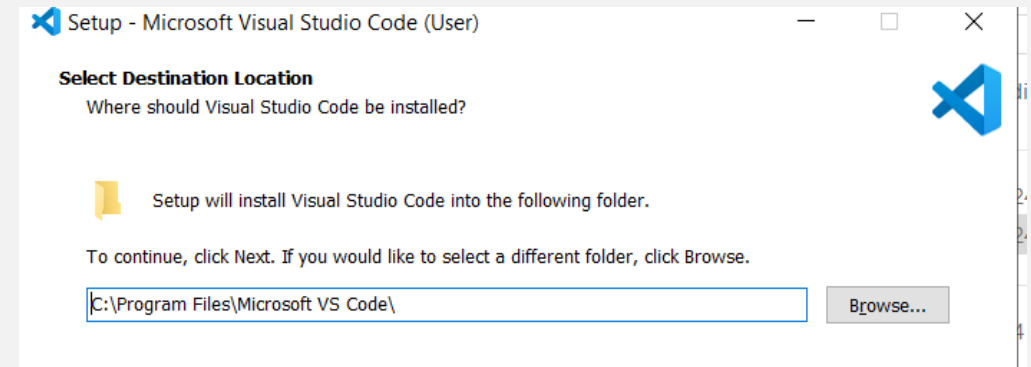 Setup - Microsoft Visual Studio Code (User)
Select Destination Location
Where should Visual Studio Code be installed?
Setup will install Visual Studio Code into the following folder.
To continue, click Next. If you would like to select a different folder, click Browse.
C:\Program Files\Microsoft VS Code\
Browse...